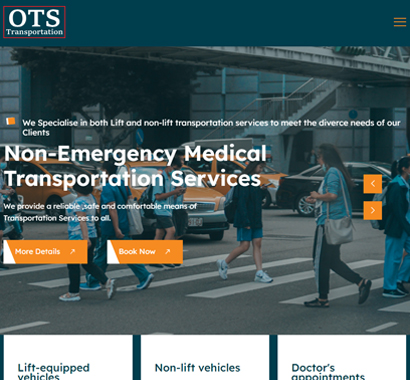 OTS
Transportation
We Specialise in both Lift and non-lift transportation services to meet the diverce needs of our
Clients
Non-Emergency Medical
Transportation Services
We provide a reliable ,safe and comfortable means of
Transportation Services to all.
More Details
Book Now
Lift-equipped
vehicles
Non-lift vehicles
Doctor's
appointments